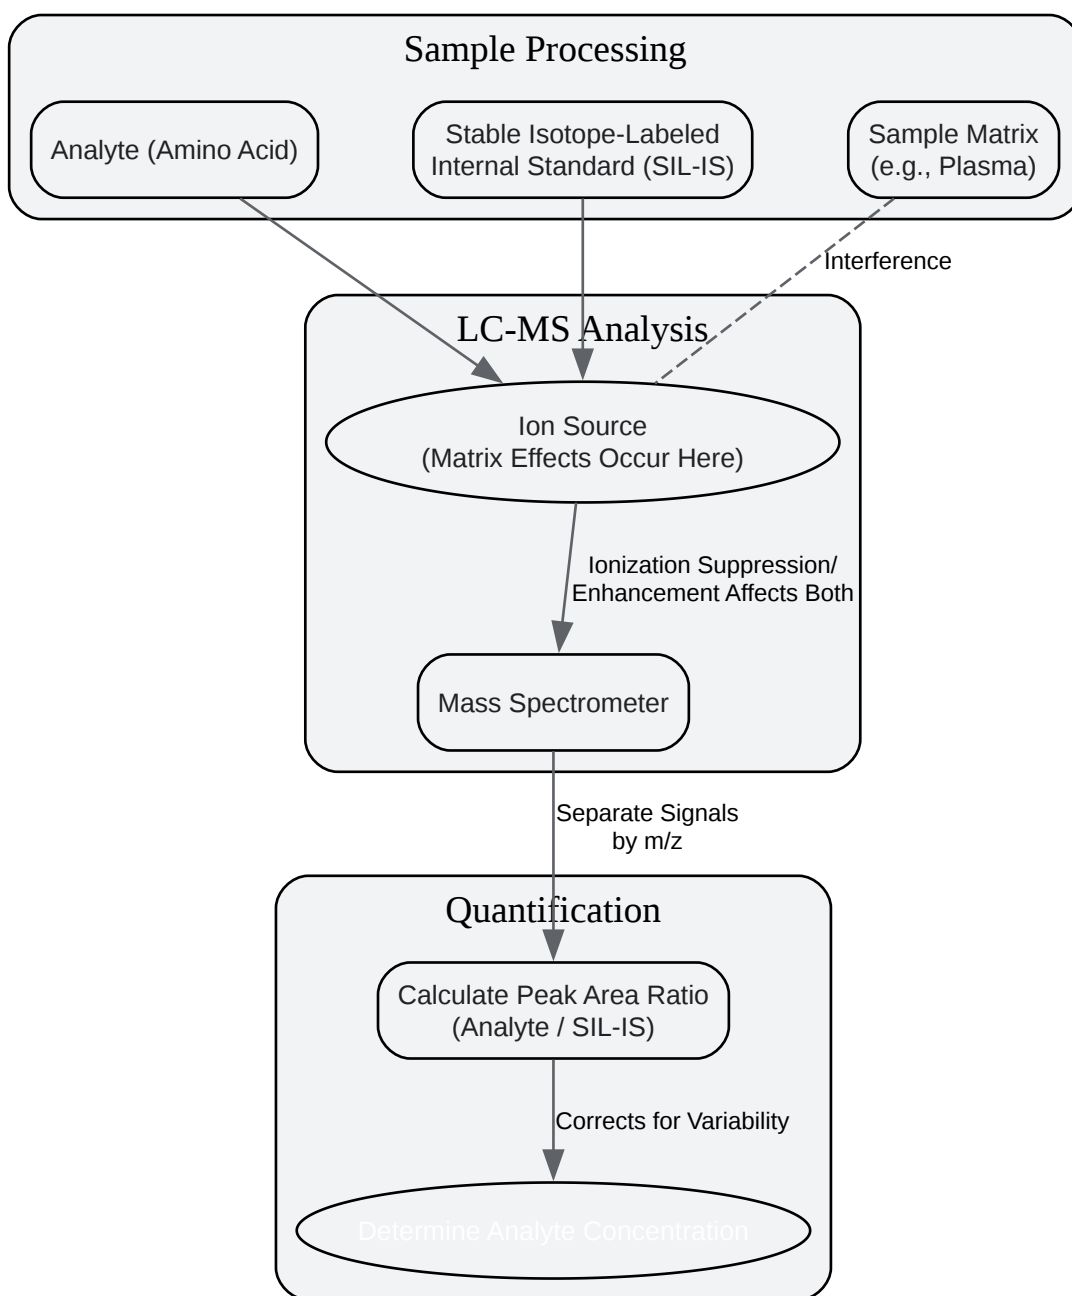 Sample Processing
Analyte (Amino Acid)
Stable Isotope-Labeled
Internal Standard (SIL-IS)
Sample Matrix
(e.g., Plasma)
Interference
LC-MS Analysis
Ion Source
(Matrix Effects Occur Here)
Ionization Suppression/
Enhancement Affects Both
Mass Spectrometer
Separate Signals
by m/z
Quantification
Calculate Peak Area Ratio
(Analyte / SIL-IS)
Corrects for Variability
Determine Analyte Concentration